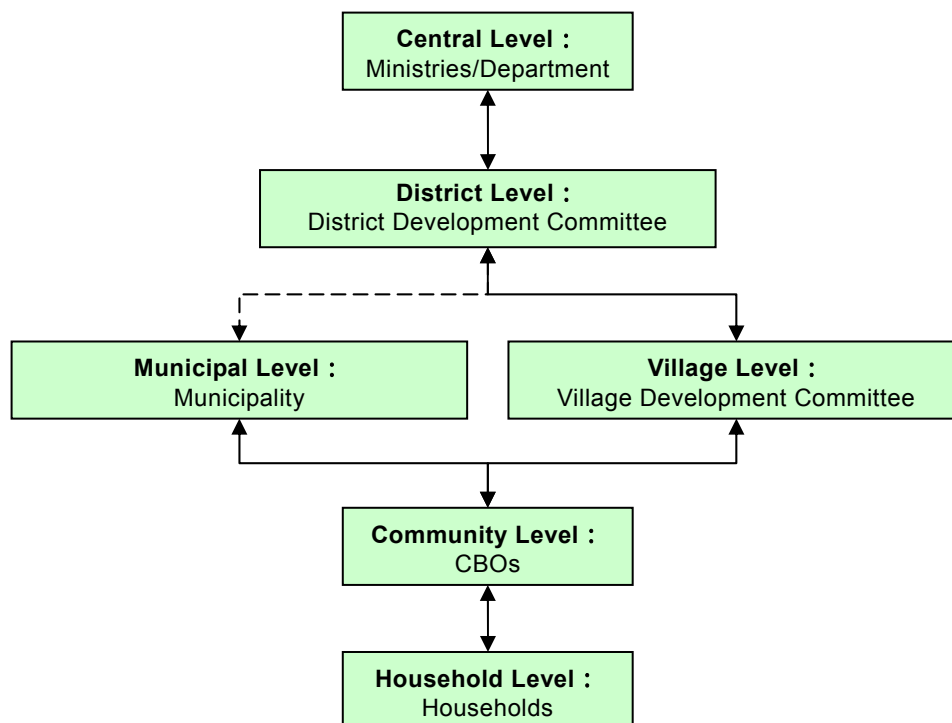 Central Level :
Ministries/Department
District Level :
District Development Committee
Municipal Level :
Municipality
Village Level :
Village Development Committee
Community Level :
CBOs
Household Level :
Households